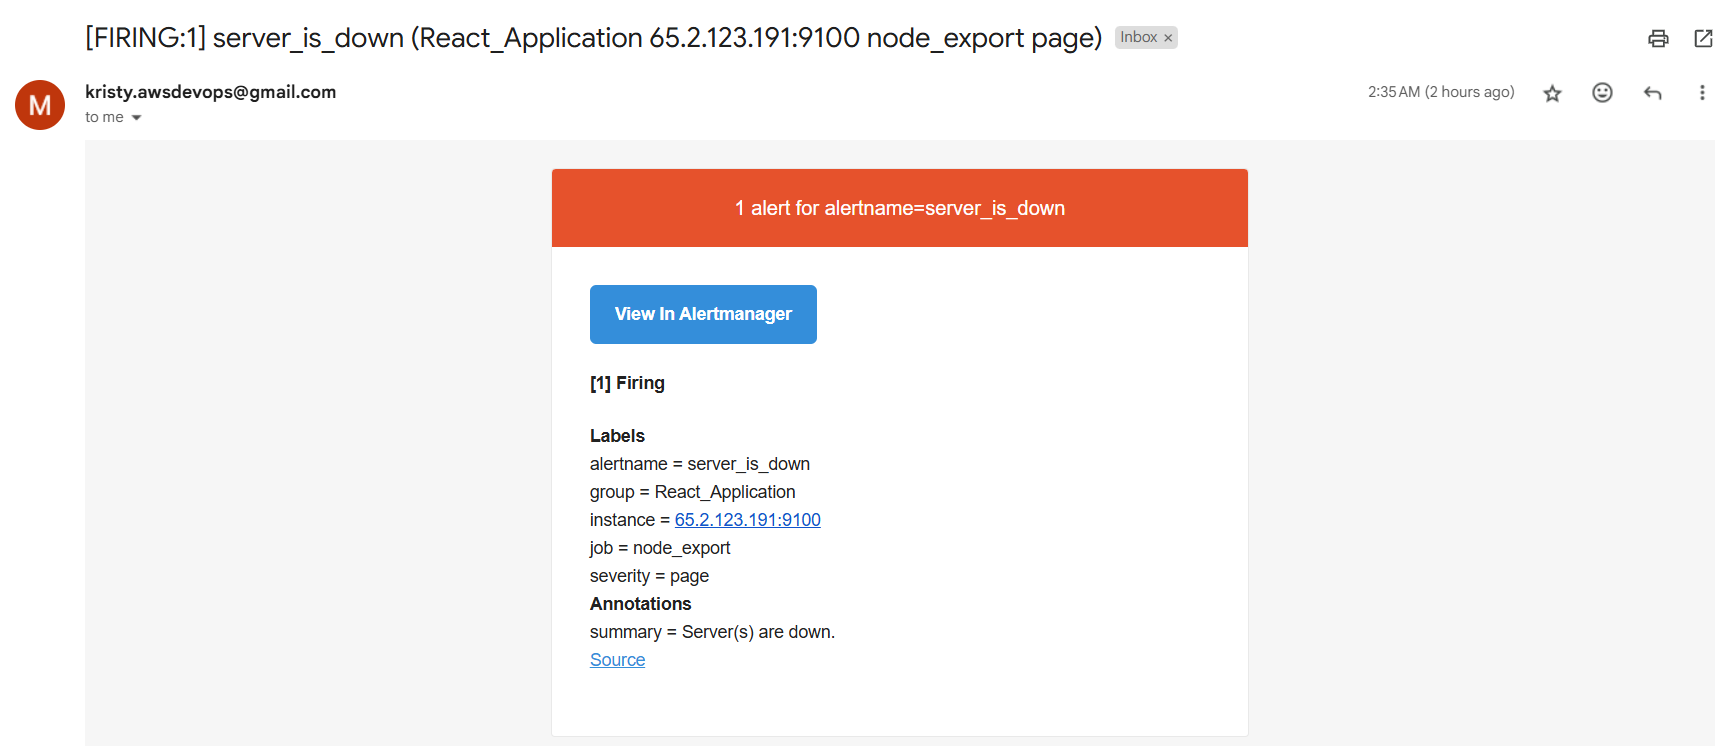 [FIRING:1] server_is_down (React_Application 65.2.123.191:9100 node_export page) Inbox ×
M
kristy.awsdevops@gmail.com 2:35 AM (2 hours ago)
to me
1 alert for alertname=server_is_down
View In Alertmanager
[1] Firing
Labels
alertname = server_is_down
group = React_Application
instance = 65.2.123.191:9100
job = node_export
severity = page
Annotations
summary = Server(s) are down.
Source